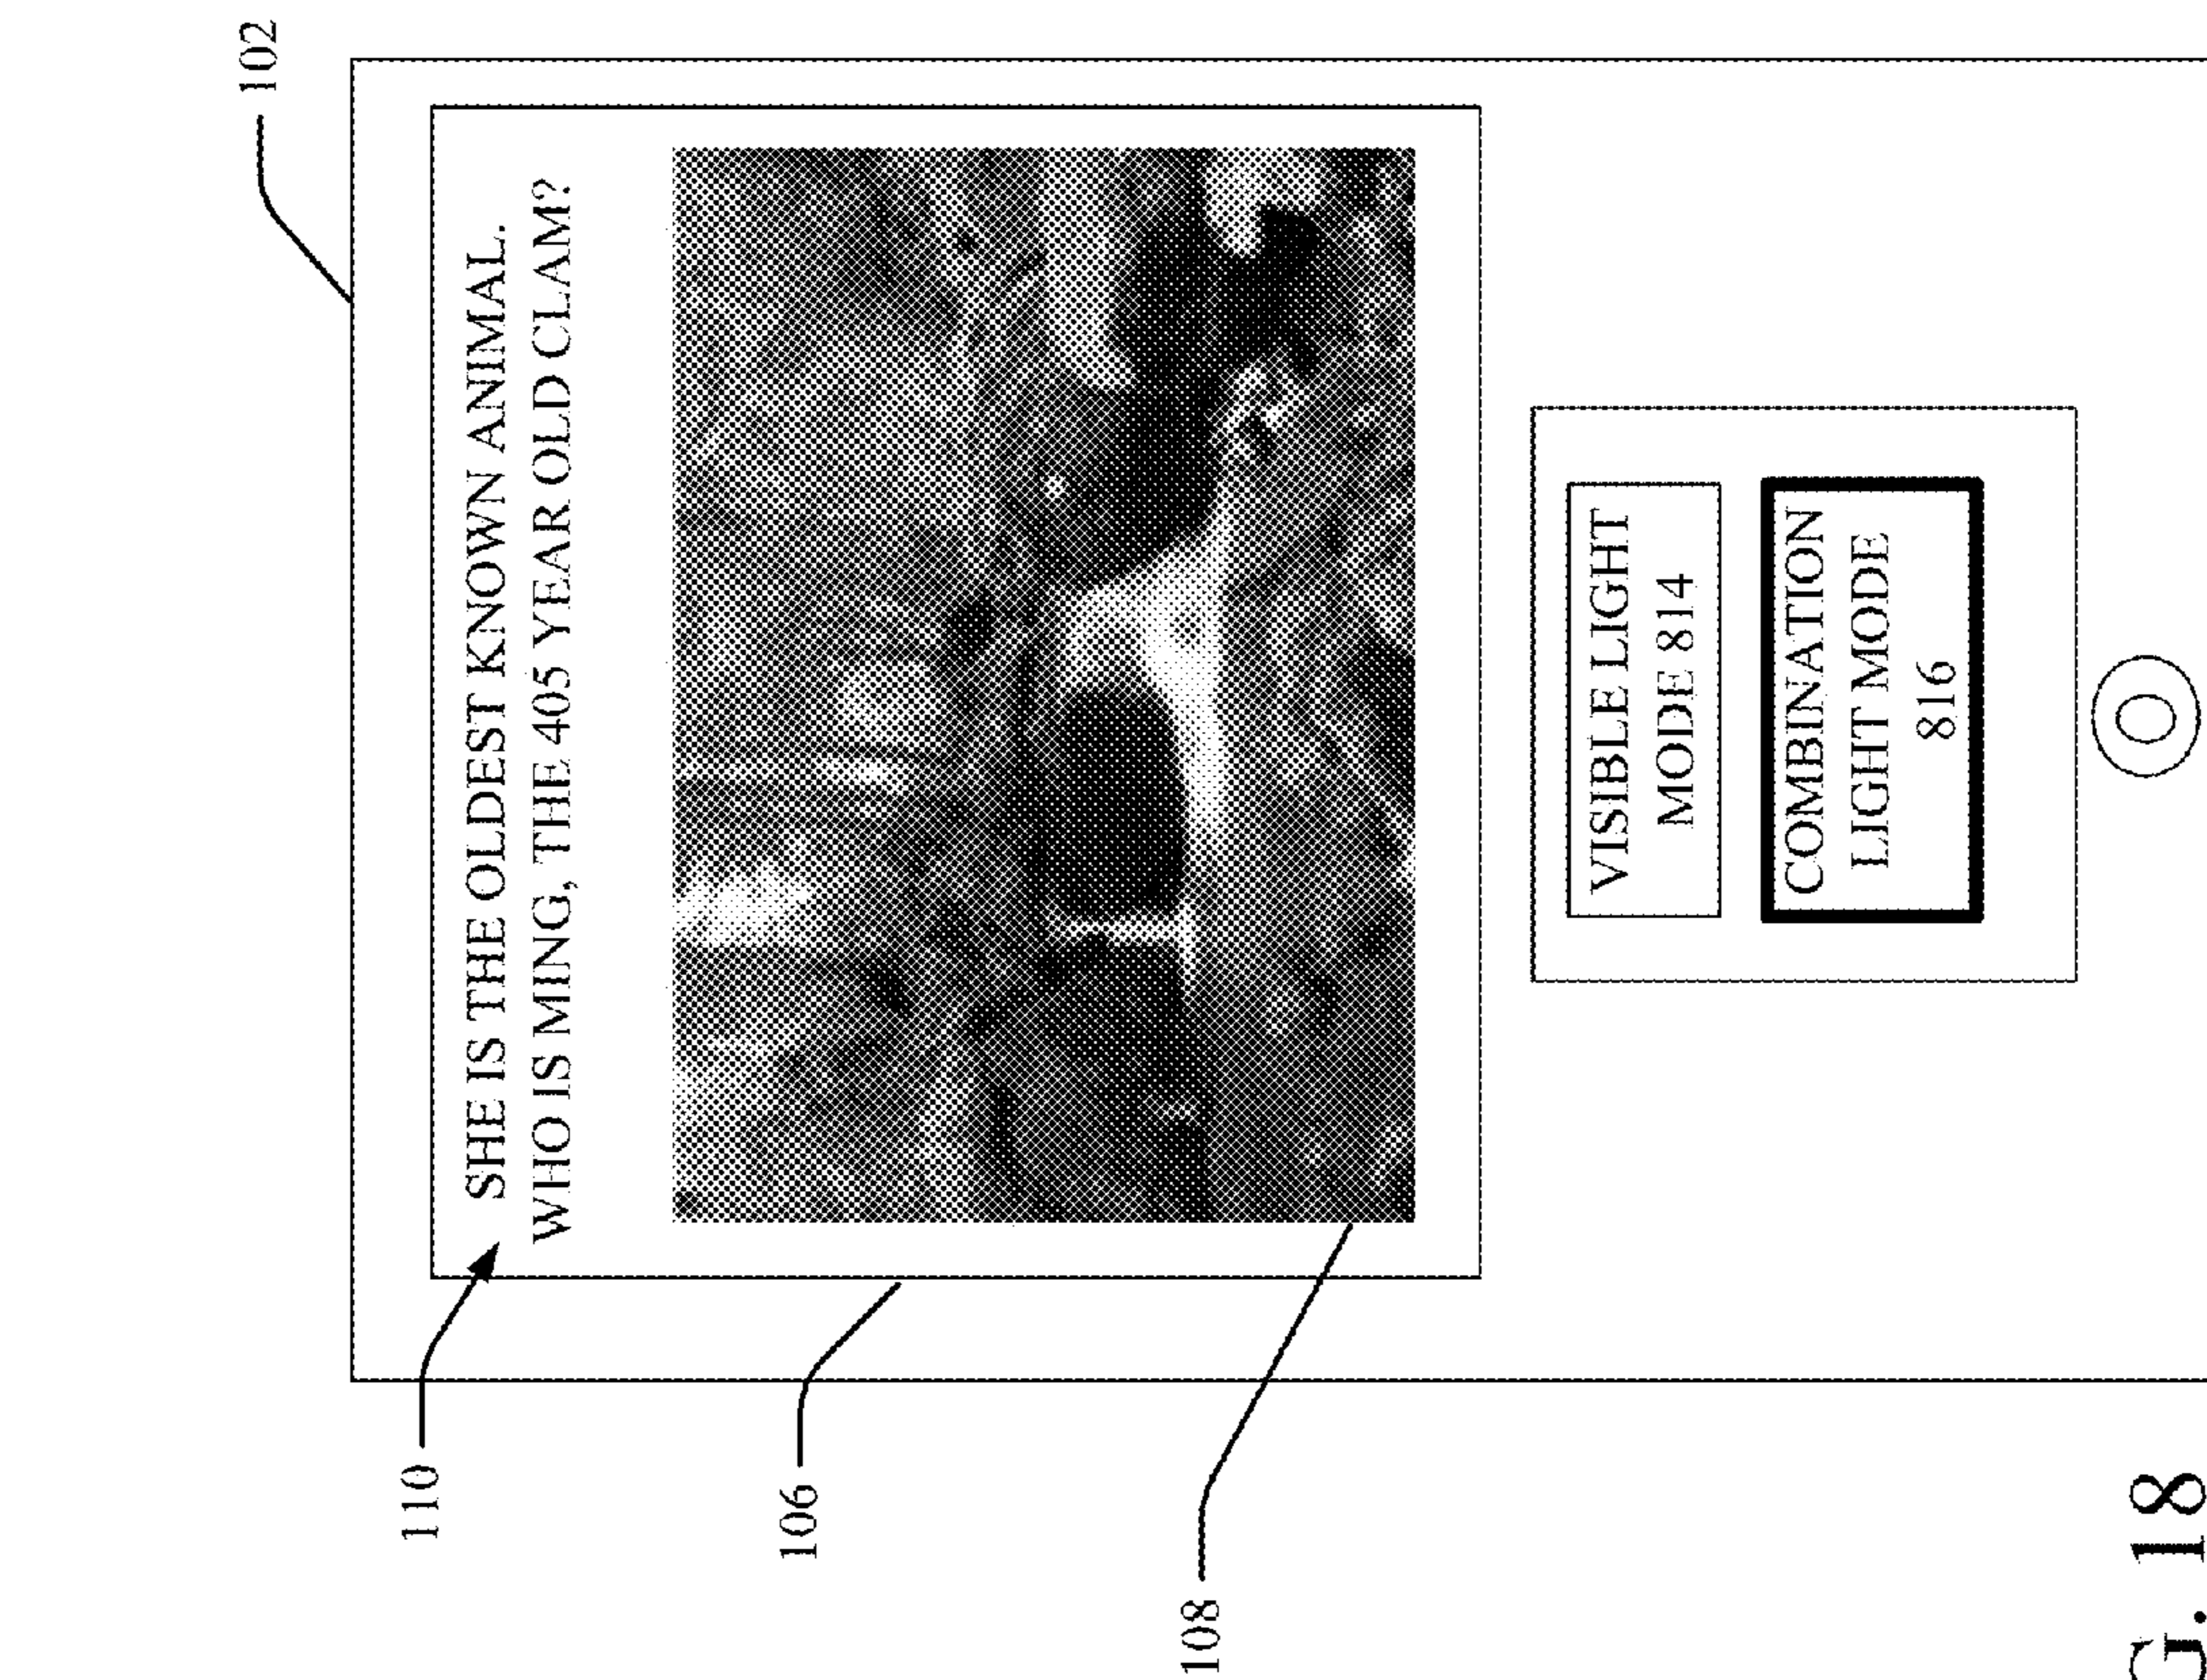 102
110
SHE IS THE OLDEST KNOWN ANIMAL.
WHO IS MING, THE 405 YEAR OLD CLAM?
106
108
VISIBLE LIGHT
MODE 814
COMBINATION
LIGHT MODE
816
G. 18